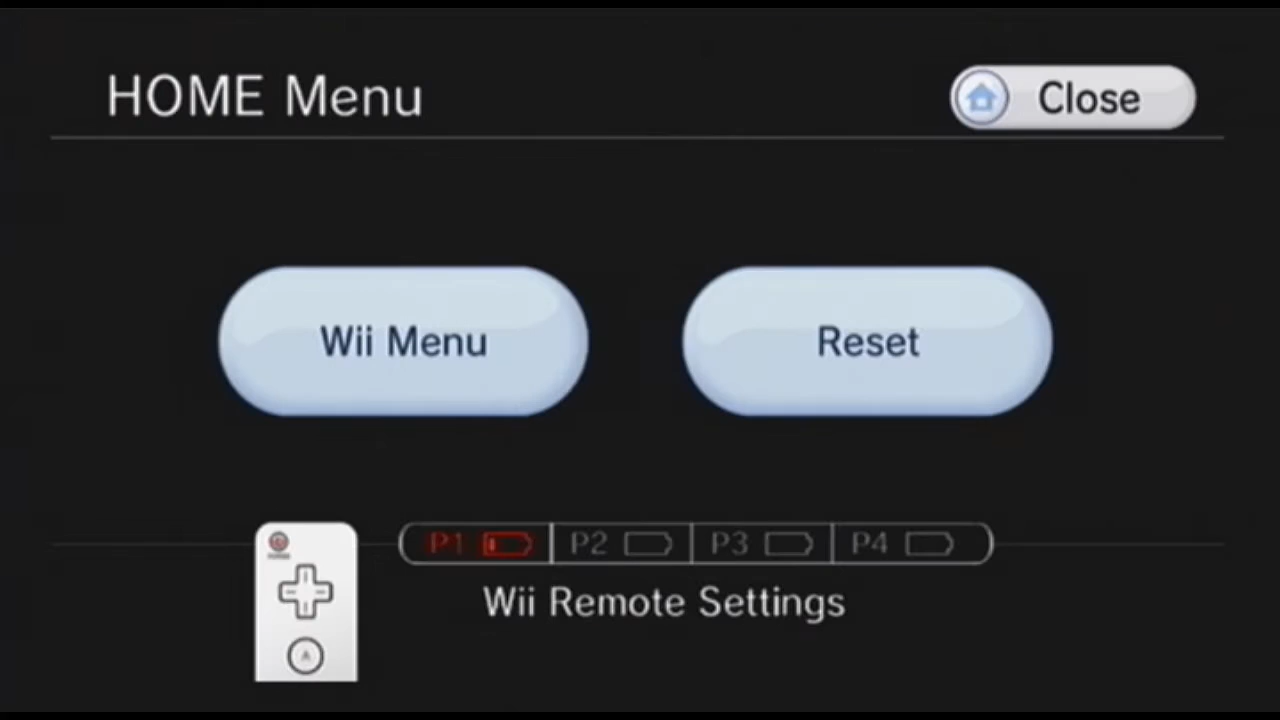 HOME Menu
Close
Wii Menu
Reset
P1 P2 P3 P4
Wii Remote Settings
A